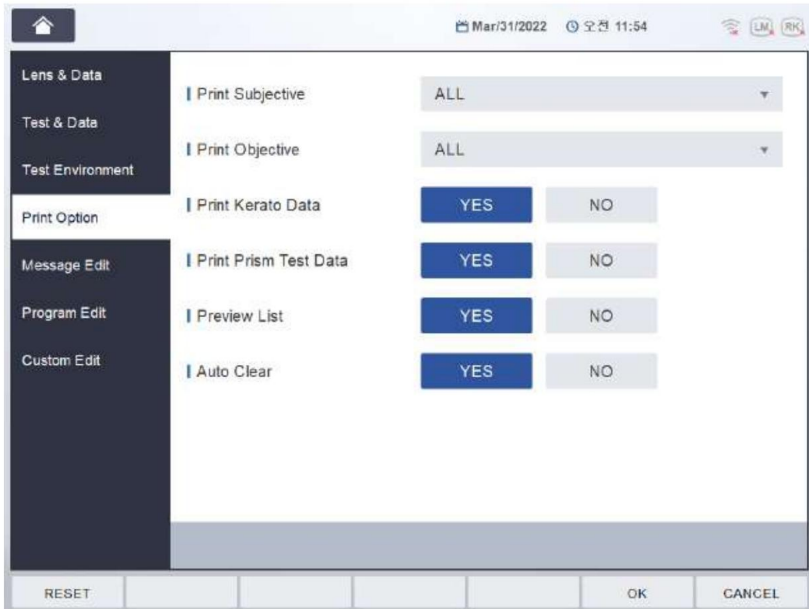 Mar/31/2022 오전 11:54 LM RK
Lens & Data
Test & Data
Test Environment
Print Option
Message Edit
Program Edit
Custom Edit
Print Subjective ALL
Print Objective ALL
Print Kerato Data YES NO
Print Prism Test Data YES NO
Preview List YES NO
Auto Clear YES NO
RESET OK CANCEL